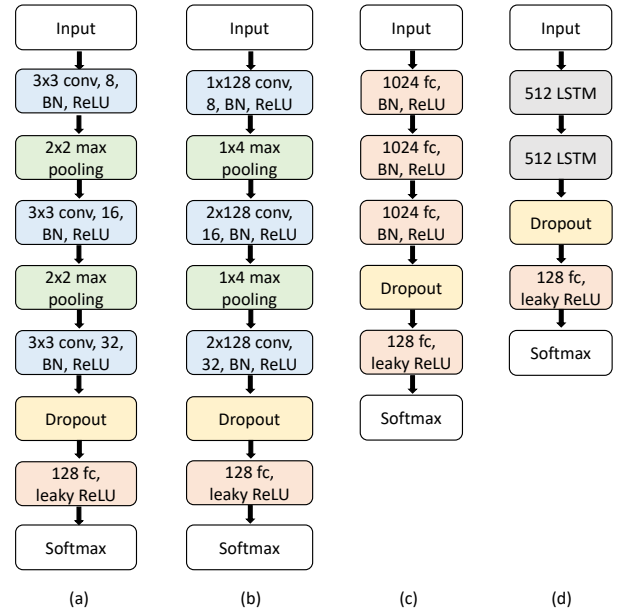 Input
3x3 conv, 8,
BN, ReLU
2x2 max
pooling
3x3 conv, 16,
BN, ReLU
2x2 max
pooling
3x3 conv, 32,
BN, ReLU
Dropout
128 fc,
leaky ReLU
Softmax
(a)
Input
1x128 conv,
8, BN, ReLU
1x4 max
pooling
2x128 conv,
16, BN, ReLU
1x4 max
pooling
2x128 conv,
32, BN, ReLU
Dropout
128 fc,
leaky ReLU
Softmax
(b)
Input
1024 fc,
BN, ReLU
1024 fc,
BN, ReLU
1024 fc,
BN, ReLU
Dropout
128 fc,
leaky ReLU
Softmax
(c)
Input
512 LSTM
512 LSTM
Dropout
128 fc,
leaky ReLU
Softmax
(d)